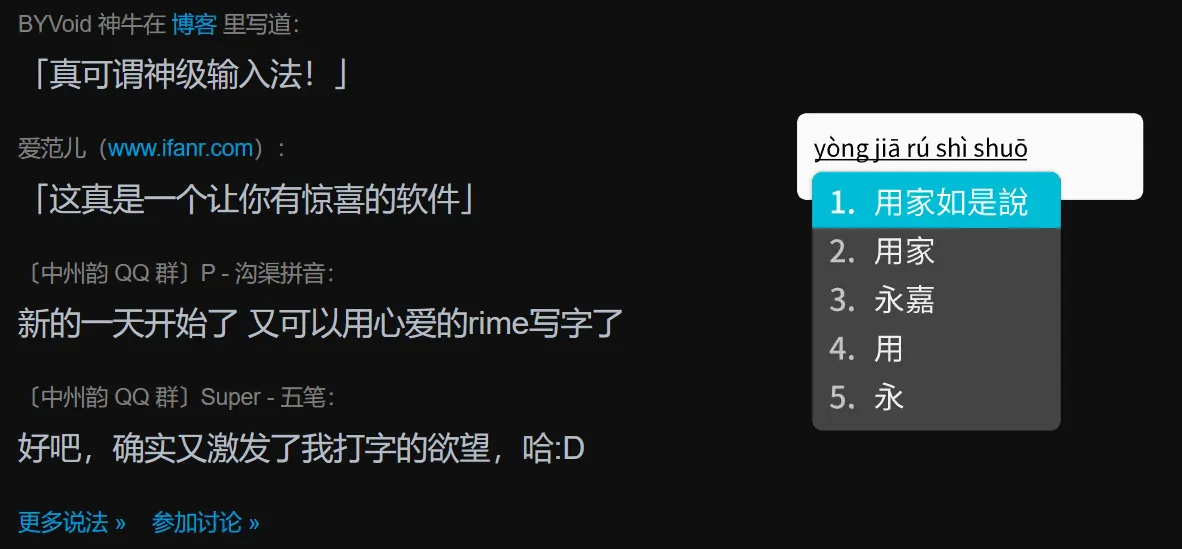 BYVoid 神牛在 博客 里写道：
「真可谓神级输入法！」
爱范儿（www.ifanr.com）：
「这真是一个让你有惊喜的软件」
〔中州韵 QQ 群〕P - 沟渠拼音：
新的一天开始了 又可以用心爱的rime写字了
〔中州韵 QQ 群〕Super - 五笔：
好吧，确实又激发了我打字的欲望，哈:D
更多说法 » 参加讨论 »
yòng jiā rú shì shuō
1. 用家如是說
2. 用家
3. 永嘉
4. 用
5. 永